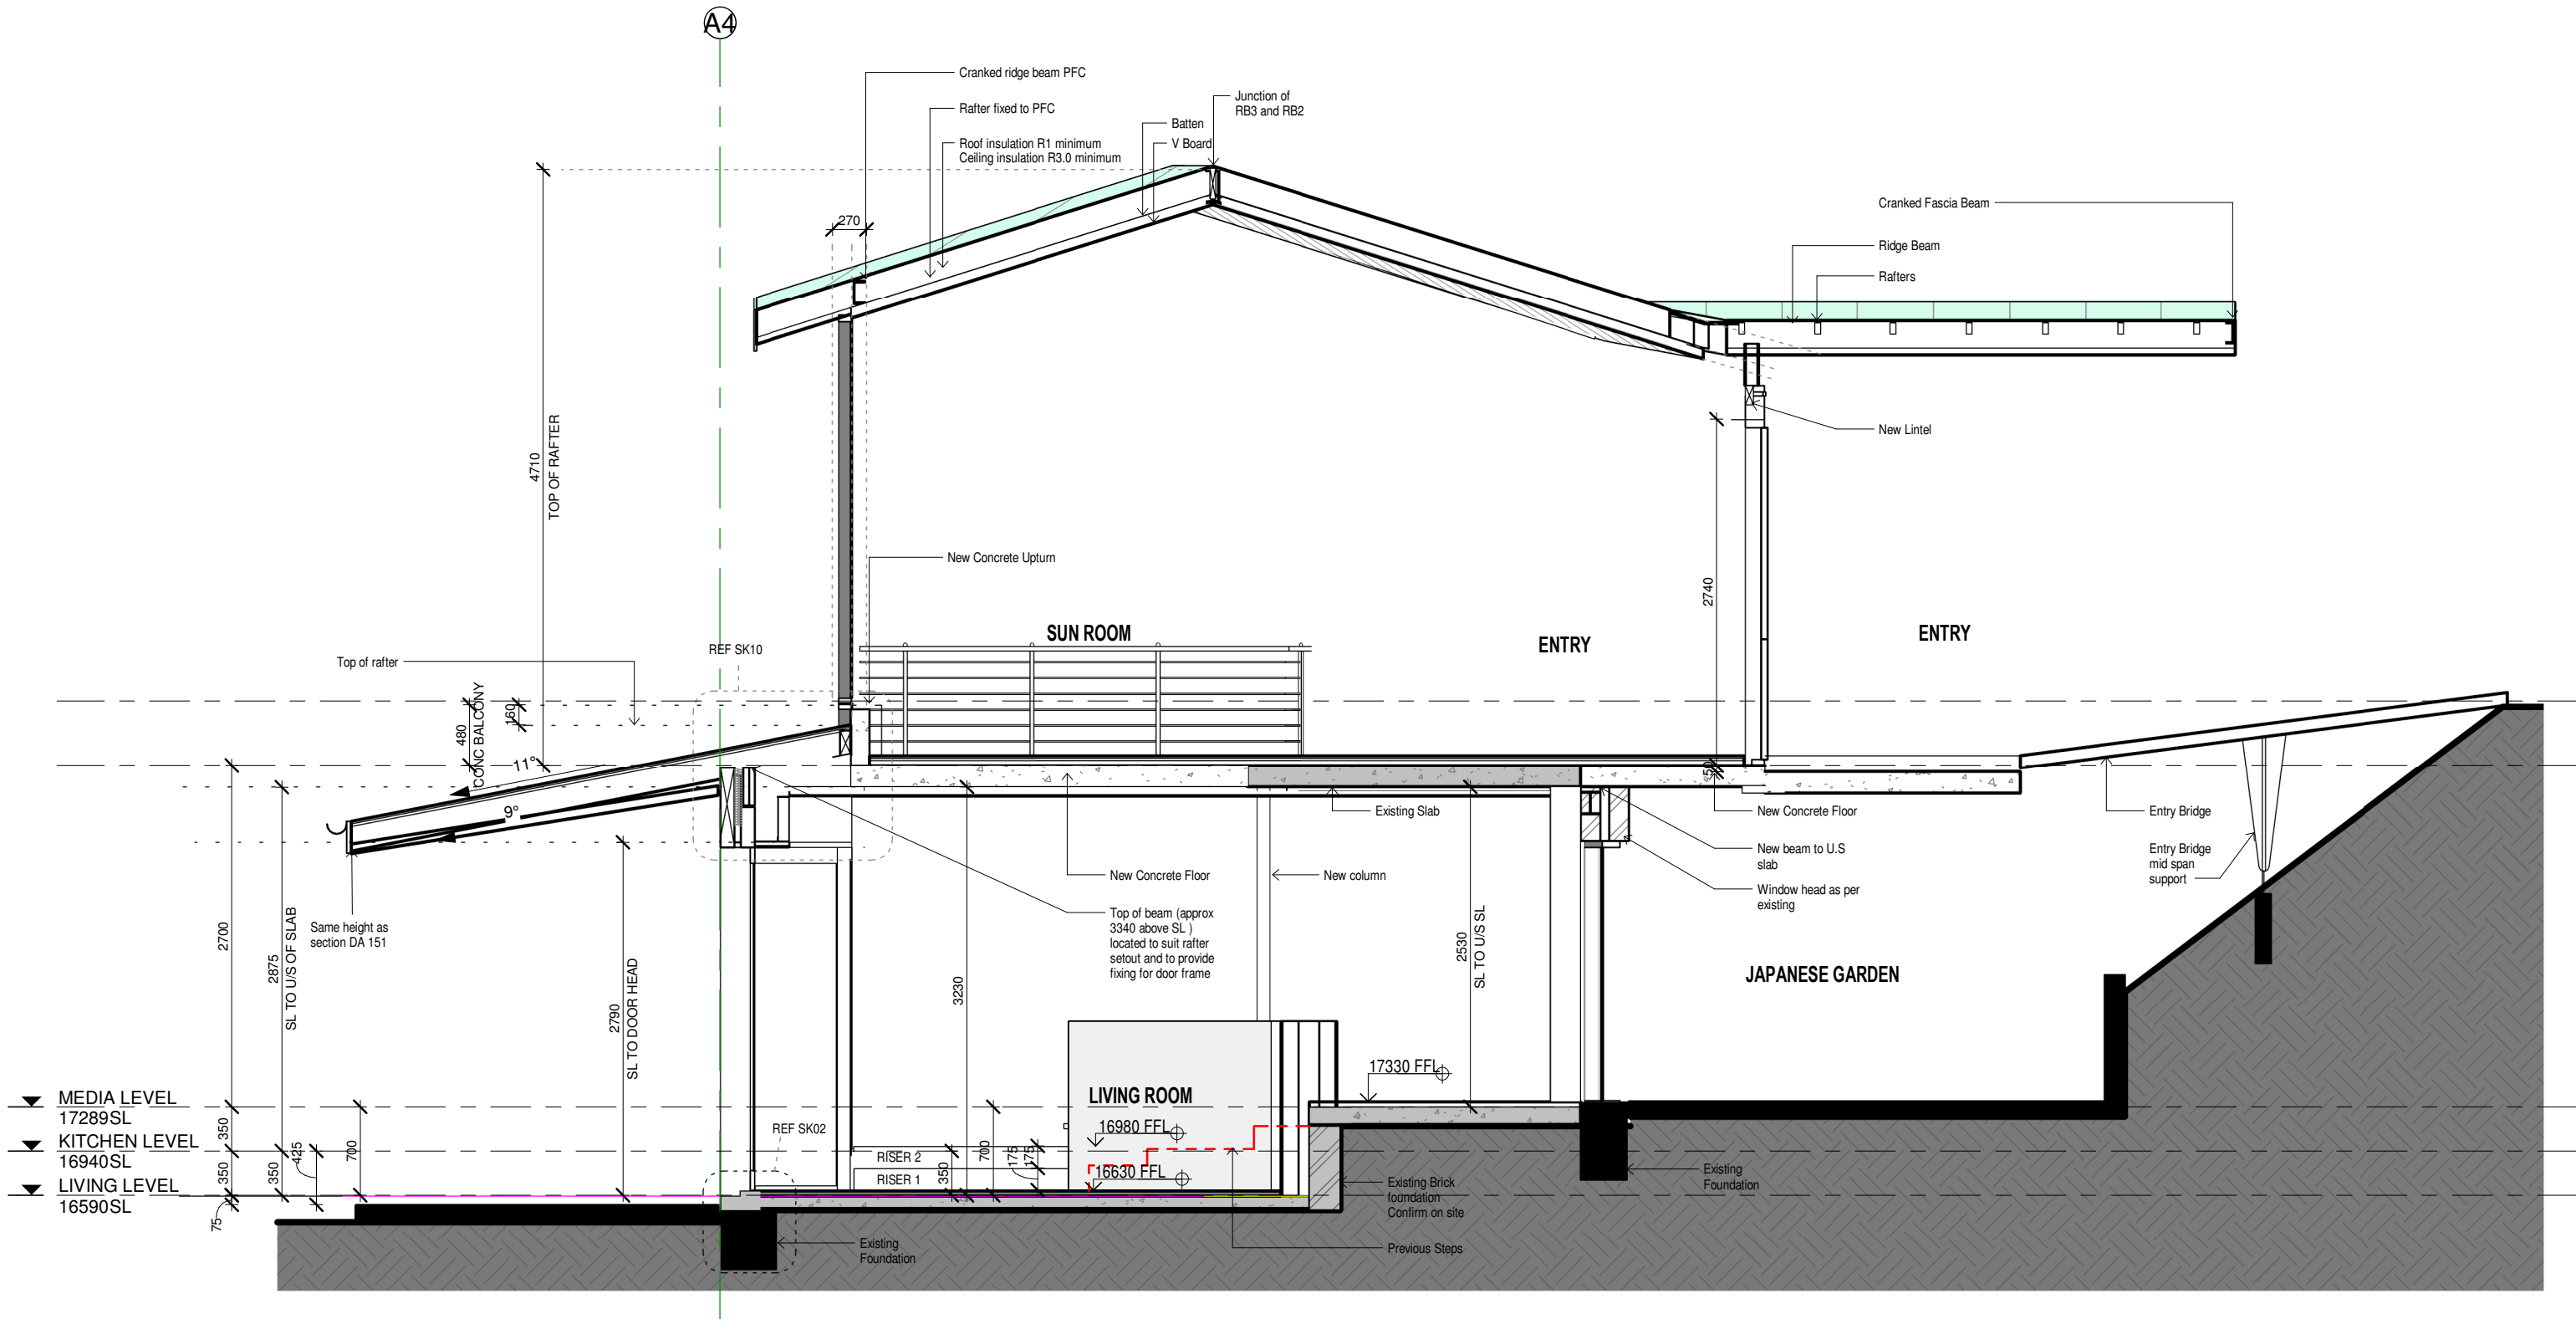 A4
Cranked ridge beam PFC
Rafter fixed to PFC
Roof insulation R1 minimum
Ceiling insulation R3.0 minimum
Batten
V Board
Junction of
RB3 and RB2
270
Cranked Fascia Beam
Ridge Beam
Rafters
New Lintel
4710
TOP OF RAFTER
2740
New Concrete Upturn
SUN ROOM
ENTRY
ENTRY
REF SK10
Top of rafter
480
CONC BALCONY
160
11°
9°
50
Existing Slab
New Concrete Floor
Entry Bridge
New beam to U.S
slab
Entry Bridge
mid span
support
New Concrete Floor
New column
Window head as per
existing
Top of beam (approx
3340 above SL )
located to suit rafter
setout and to provide
fixing for door frame
Same height as
section DA 151
2700
2875
SL TO U/S OF SLAB
2790
SL TO DOOR HEAD
3230
2530
SL TO U/S SL
JAPANESE GARDEN
17330 FFL
LIVING ROOM
MEDIA LEVEL
17289SL
350
KITCHEN LEVEL
16940SL
350
350
425
700
LIVING LEVEL
16590SL
75
REF SK02
16980 FFL
RISER 2
RISER 1
350
700
175
175
16630 FFL
Existing Brick
foundation
Confirm on site
Existing
Foundation
Previous Steps
Existing
Foundation